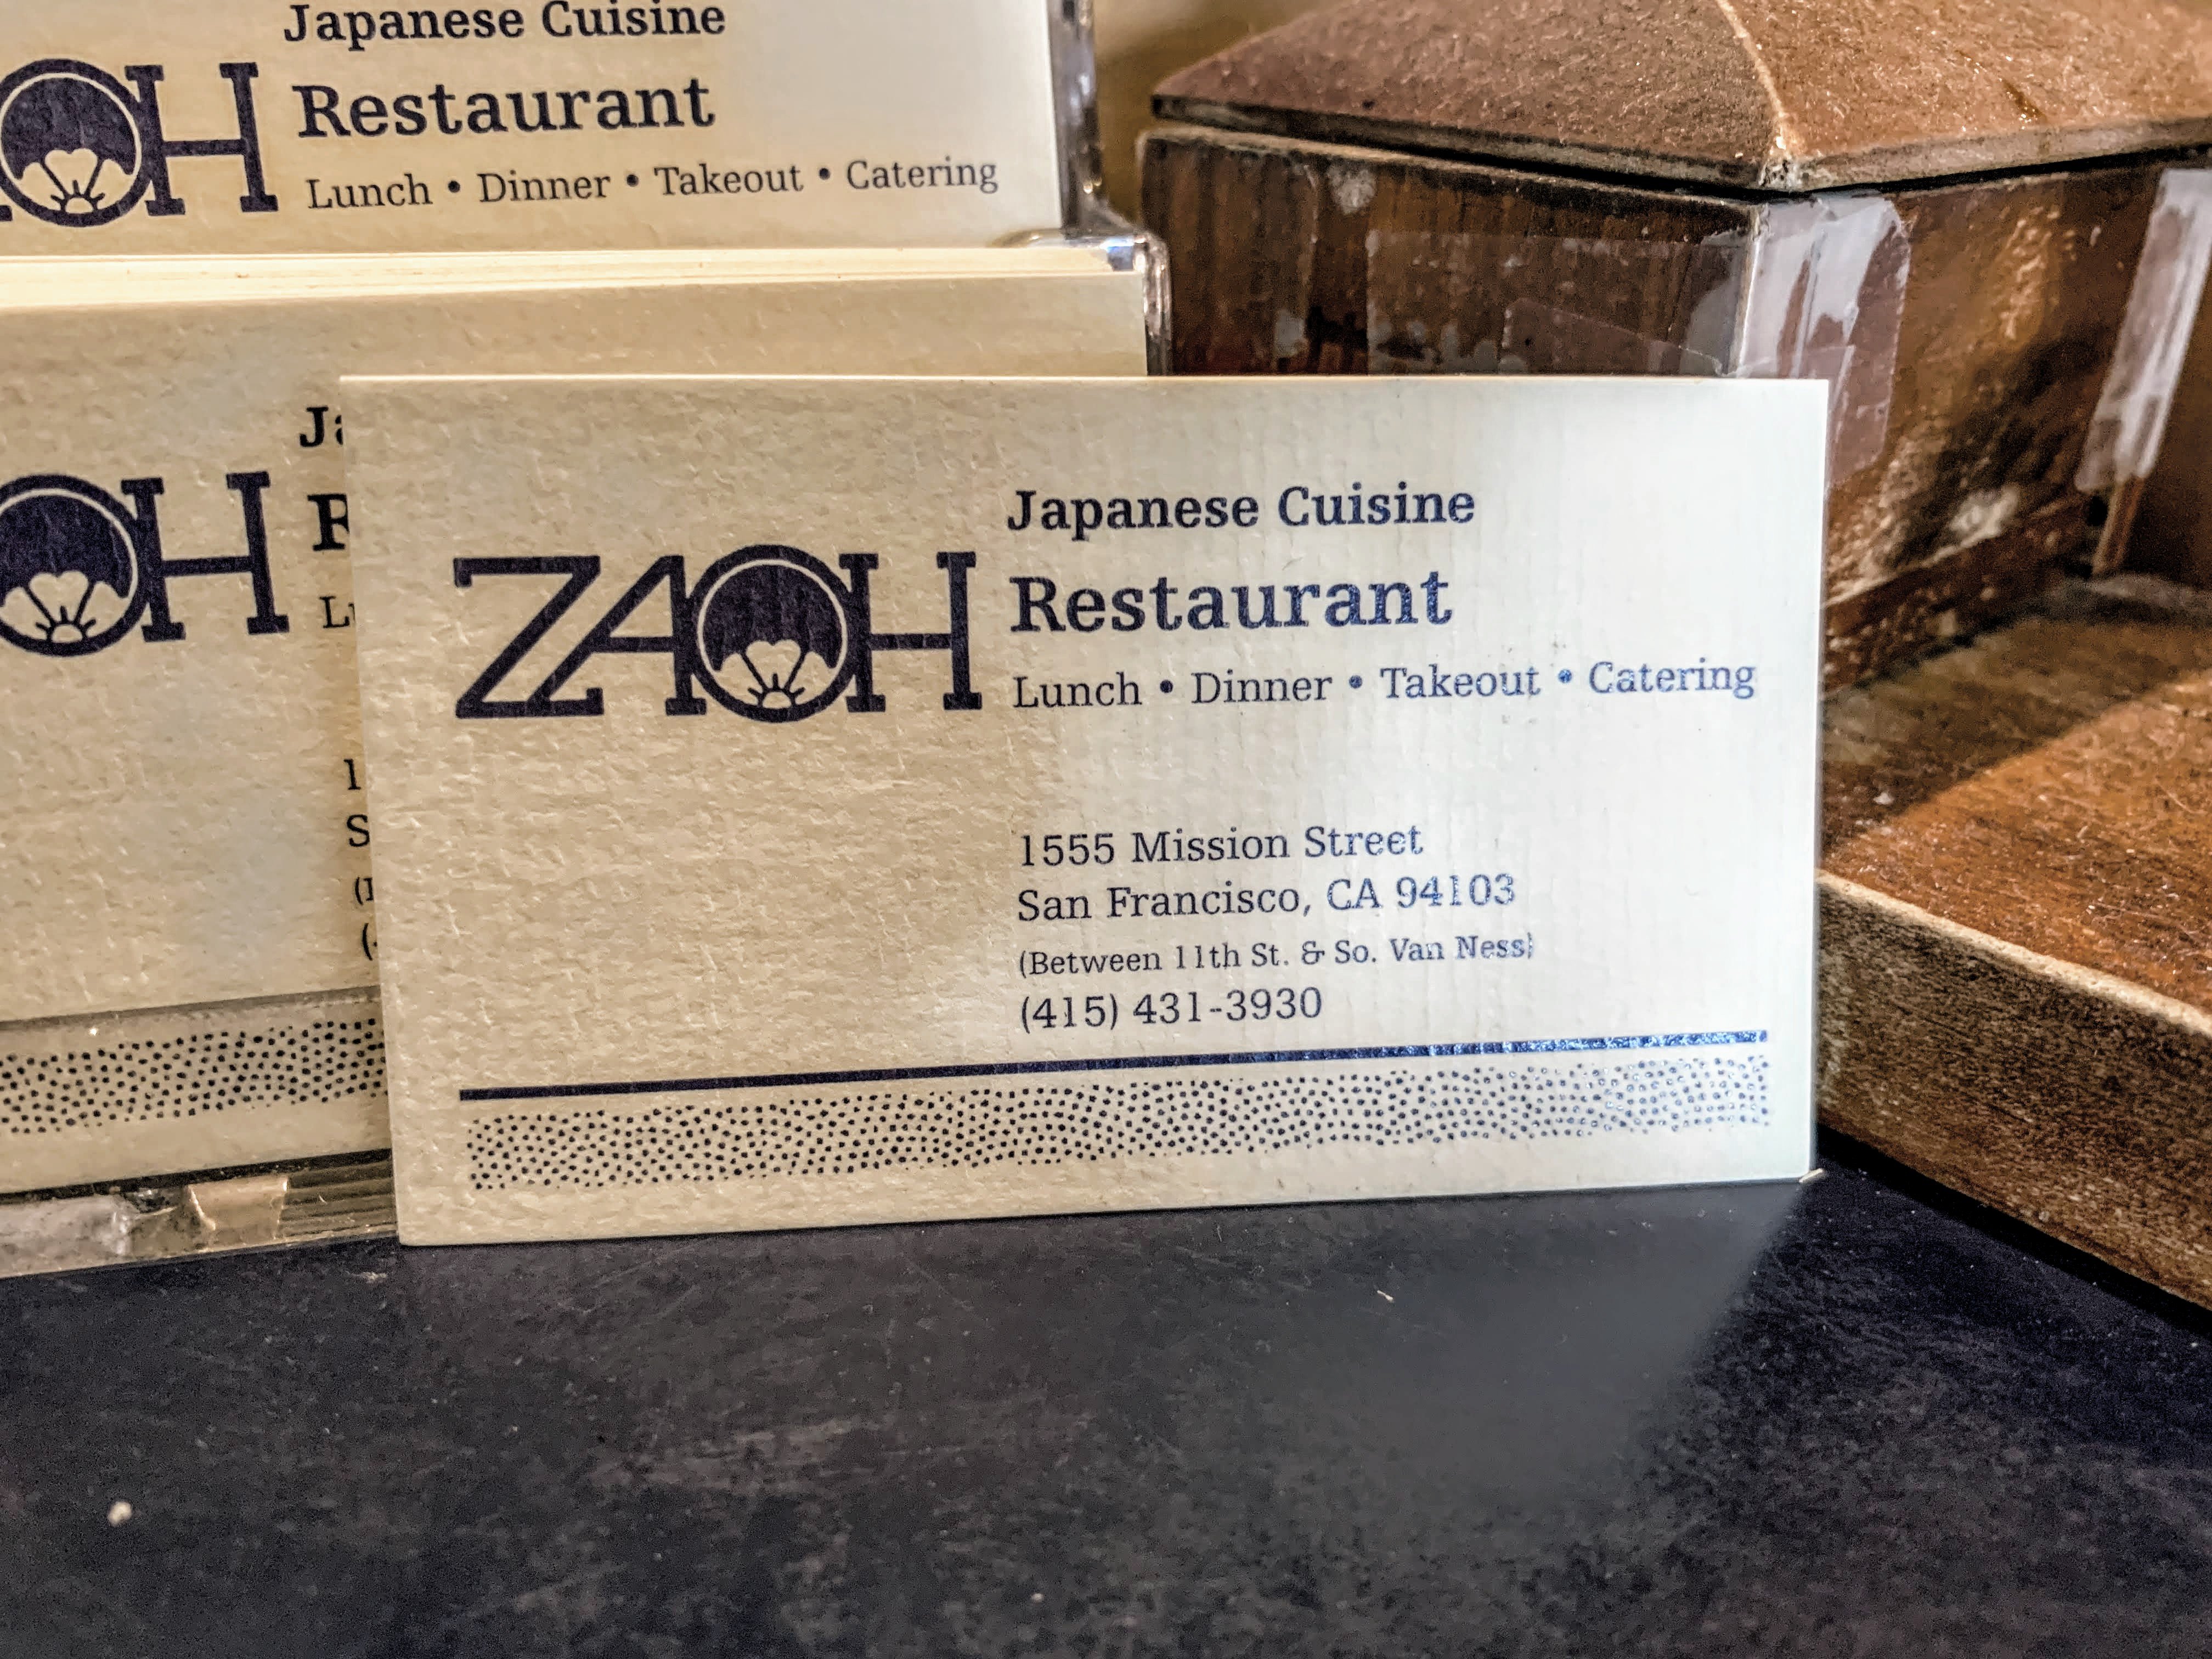 Japanese Cuisine
Restaurant
Lunch • Dinner • Takeout • Catering
ZAOH
Japanese Cuisine
Restaurant
Lunch • Dinner • Takeout • Catering
1555 Mission Street
San Francisco, CA 94103
(Between 11th St. & So. Van Ness)
(415) 431-3930